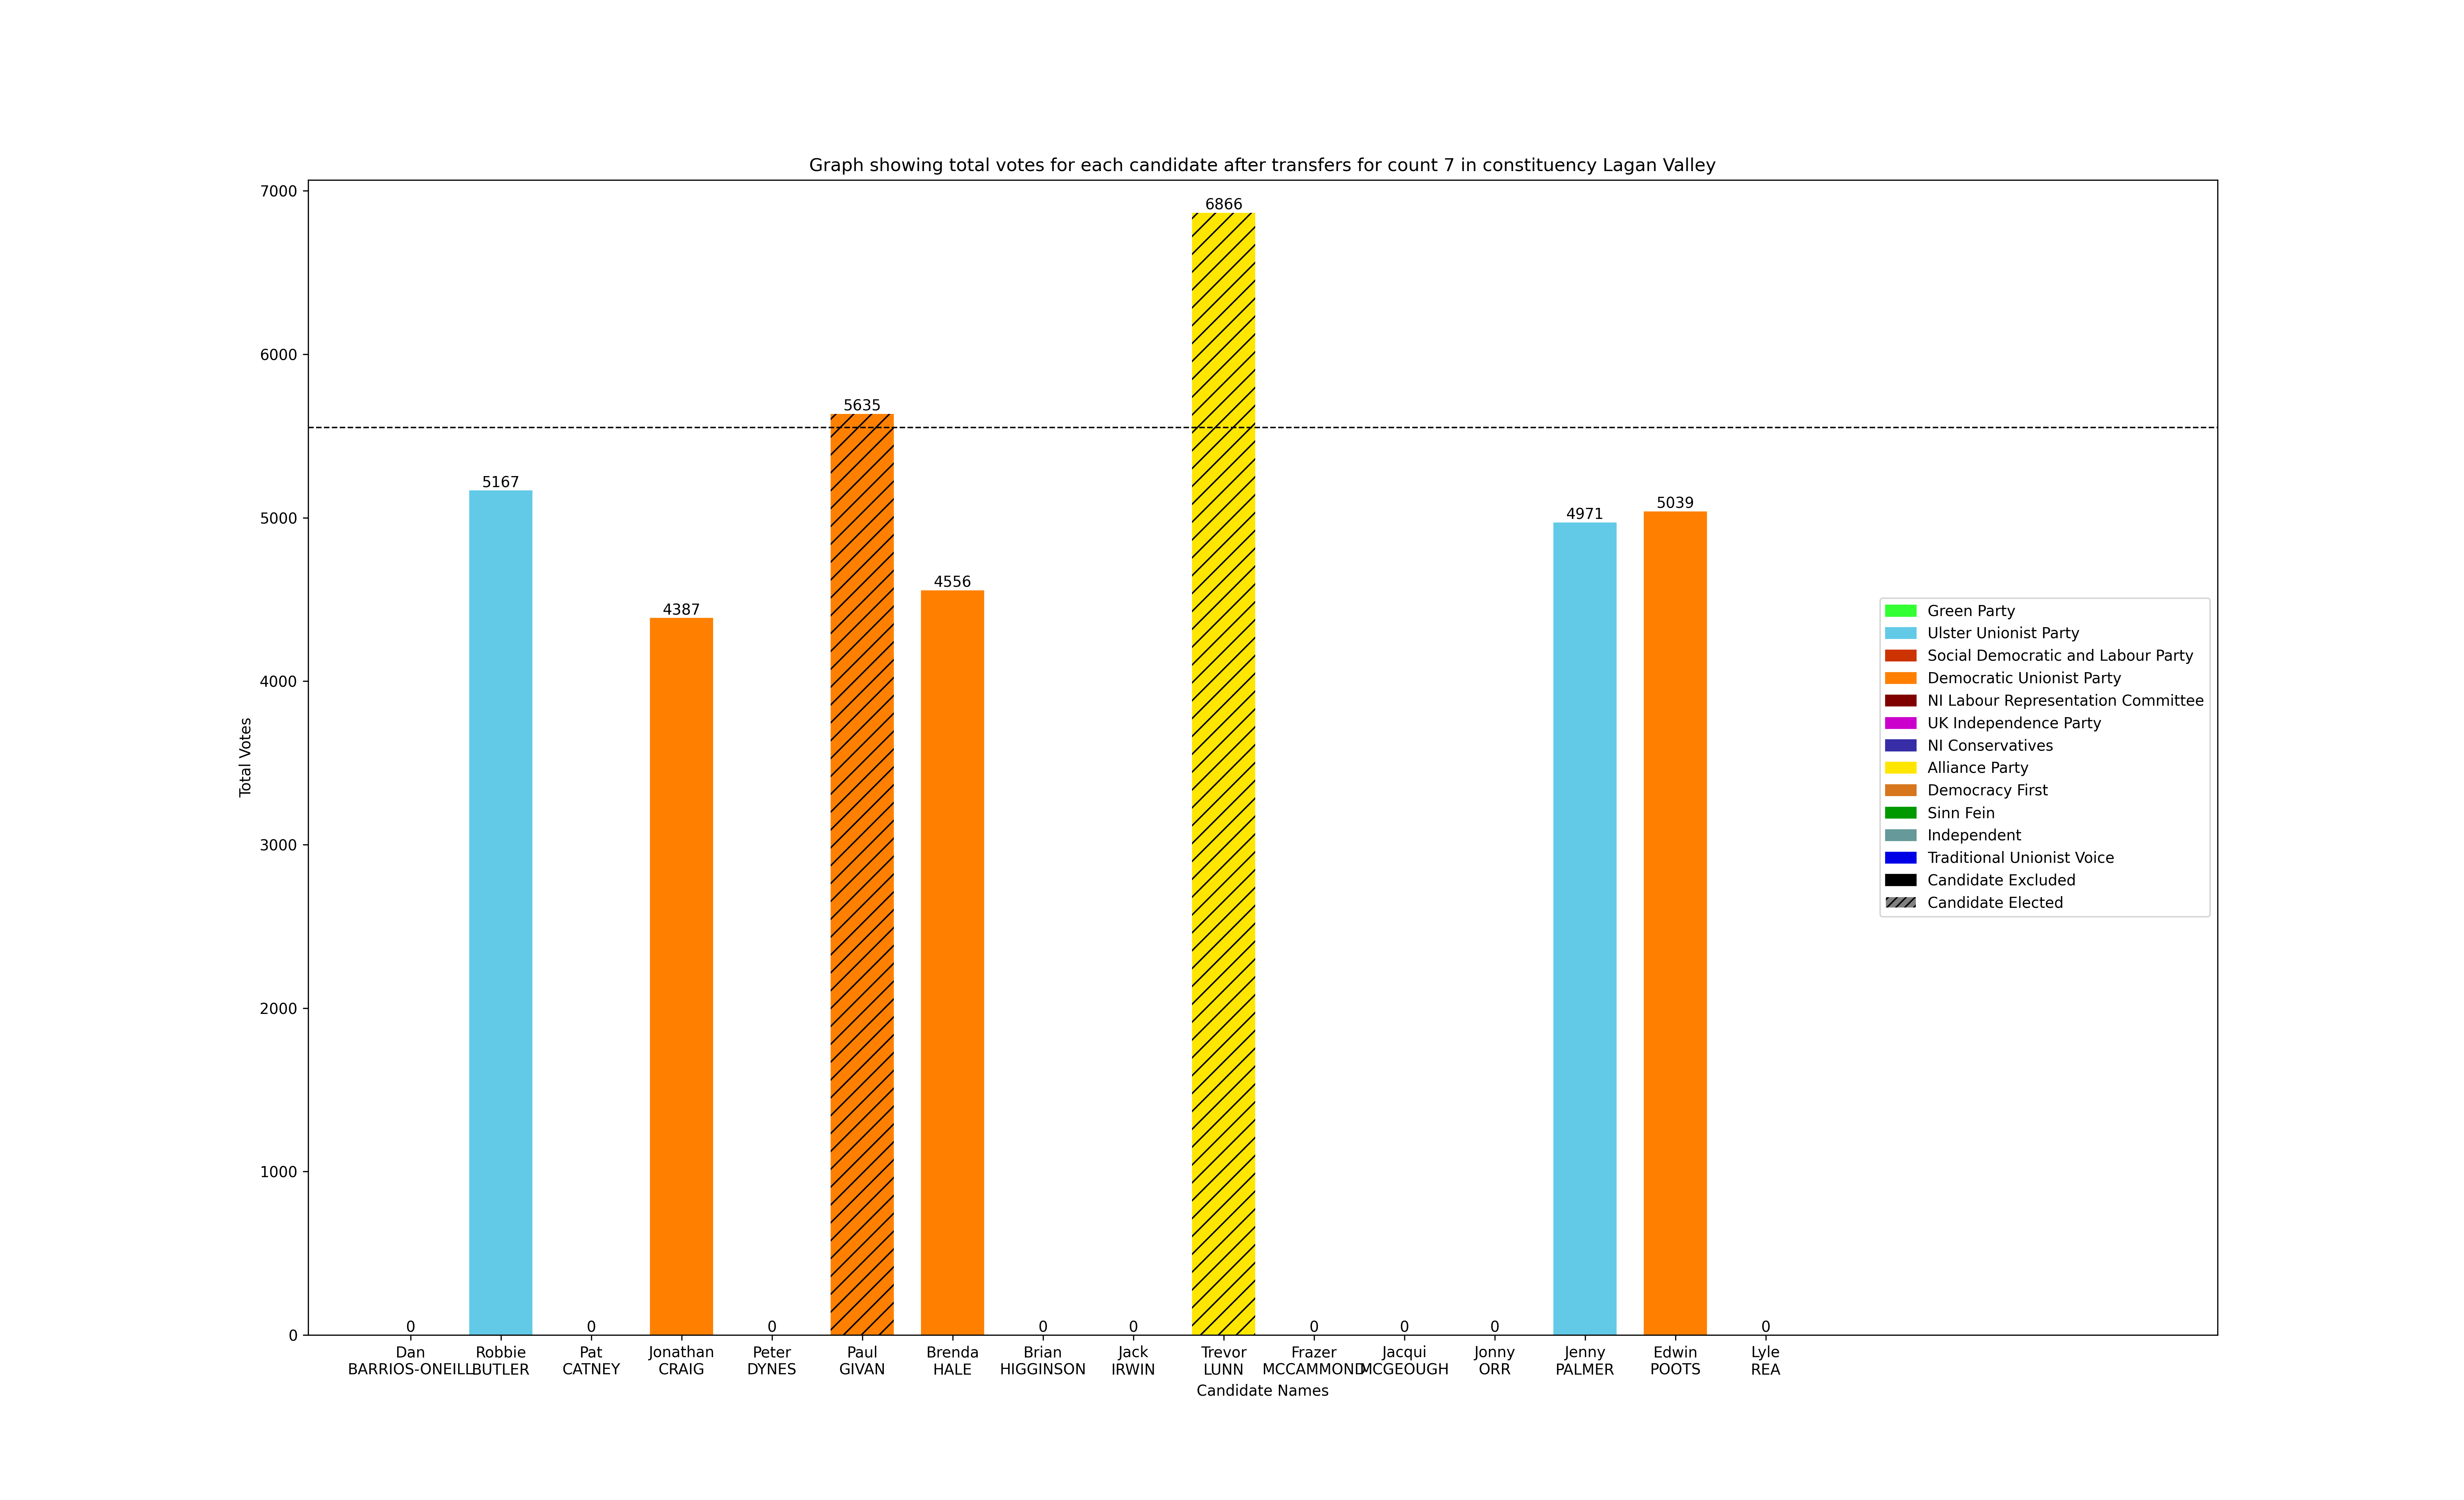 Graph showing total votes for each candidate after transfers for count 7 in constituency Lagan Valley
7000
6000
5000
4000
3000
2000
1000
0
Total Votes
0
5167
0
4387
0
5635
4556
0
0
6866
0
0
0
4971
5039
0
Dan
BARRIOS-ONEILL
Robbie
BUTLER
Pat
CATNEY
Jonathan
CRAIG
Peter
DYNES
Paul
GIVAN
Brenda
HALE
Brian
HIGGINSON
Jack
IRWIN
Trevor
LUNN
Frazer
MCCAMMOND
Jacqui
MCGEOUGH
Jonny
ORR
Jenny
PALMER
Edwin
POOTS
Lyle
REA
Candidate Names
Green Party
Ulster Unionist Party
Social Democratic and Labour Party
Democratic Unionist Party
NI Labour Representation Committee
UK Independence Party
NI Conservatives
Alliance Party
Democracy First
Sinn Fein
Independent
Traditional Unionist Voice
Candidate Excluded
Candidate Elected